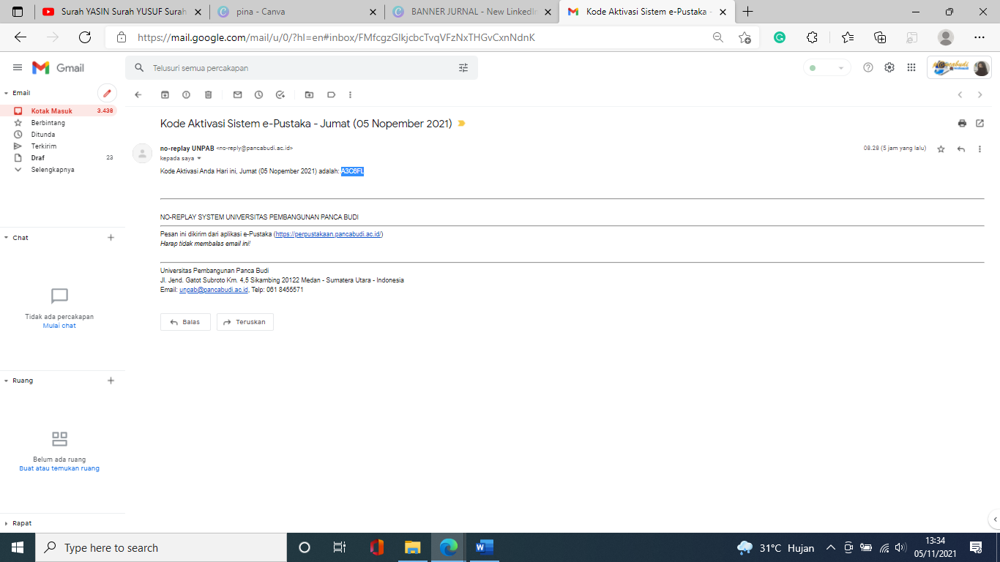 Surah YASIN Surah YUSUF Surah
pina - Canva
BANNER JURNAL - New LinkedIn
Kode Aktivasi Sistem e-Pustaka -
https://mail.google.com/mail/u/0/?hl=en#inbox/FMfcgzGlkjcbcTvqVFzNxTHGvCxnNdnK
Gmail
Telusuri semua percakapan
Email
Kotak Masuk 3.438
Berbintang
Ditunda
Terkirim
Draf 23
Selengkapnya
Kode Aktivasi Sistem e-Pustaka - Jumat (05 Nopember 2021)
no-replay UNPAB <no-reply@pancabudi.ac.id>
08.28 (5 jam yang lalu)
kepada saya
Kode Aktivasi Anda Hari ini, Jumat (05 Nopember 2021) adalah: A3C6FL
NO-REPLAY SYSTEM UNIVERSITAS PEMBANGUNAN PANCA BUDI
Pesan ini dikirim dari aplikasi e-Pustaka (https://perpustakaan.pancabudi.ac.id/)
Harap tidak membalas email ini!
Universitas Pembangunan Panca Budi
Jl. Jend. Gatot Subroto Km. 4,5 Sikambing 20122 Medan - Sumatera Utara - Indonesia
Email: unpab@pancabudi.ac.id, Telp: 061 8455571
Balas
Teruskan
Chat
Tidak ada percakapan
Mulai chat
Ruang
Belum ada ruang
Buat atau temukan ruang
Rapat
Type here to search
31°C Hujan
13:34
05/11/2021